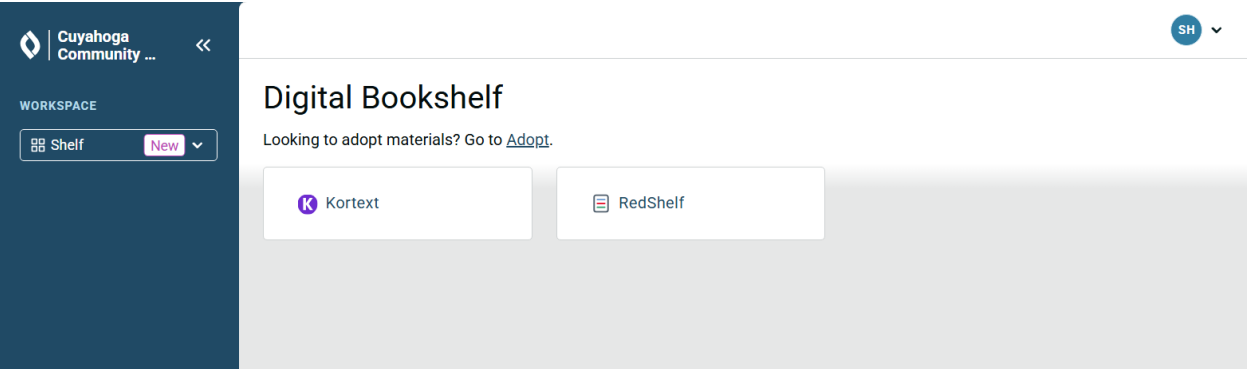 Cuyahoga
Community ...
SH
WORKSPACE
Shelf New
Digital Bookshelf
Looking to adopt materials? Go to Adopt.
K Kortext
RedShelf